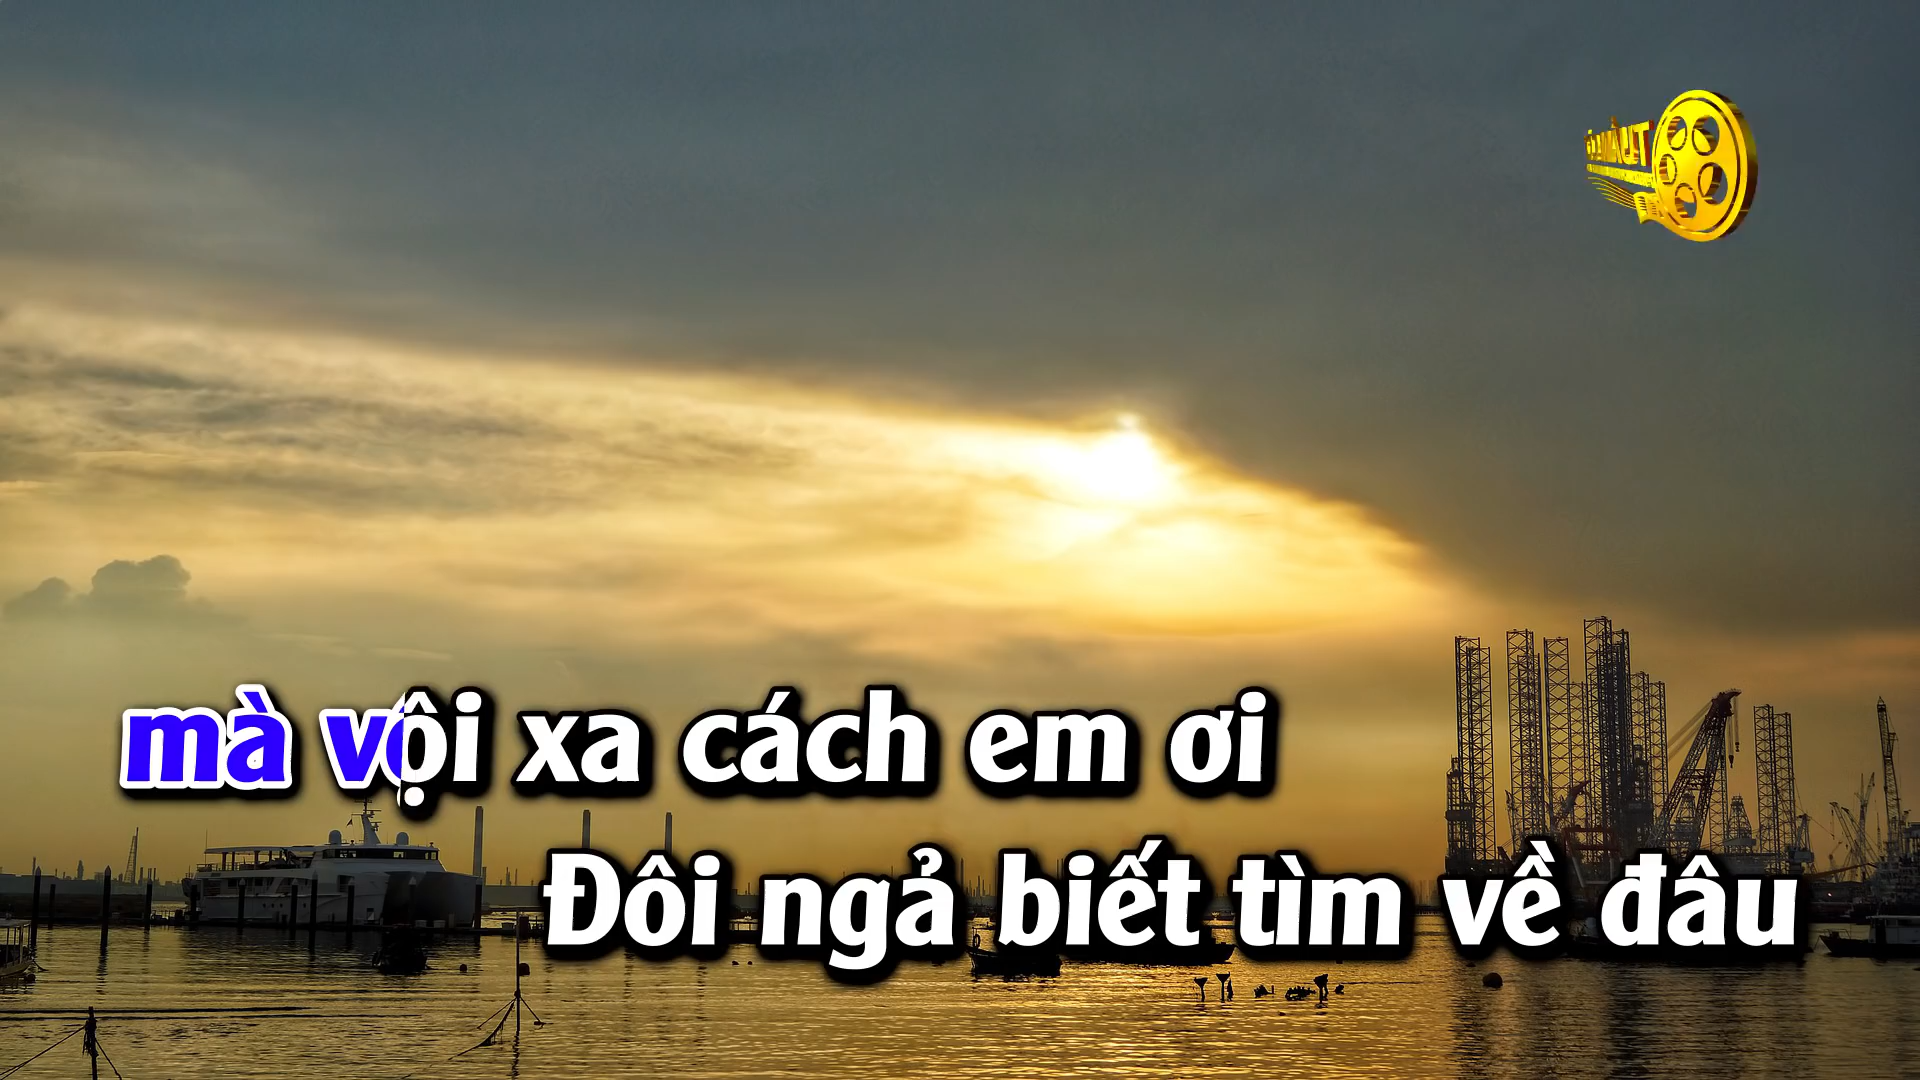 mà vội xa cách em ơi
Đôi ngả biết tìm về đâu